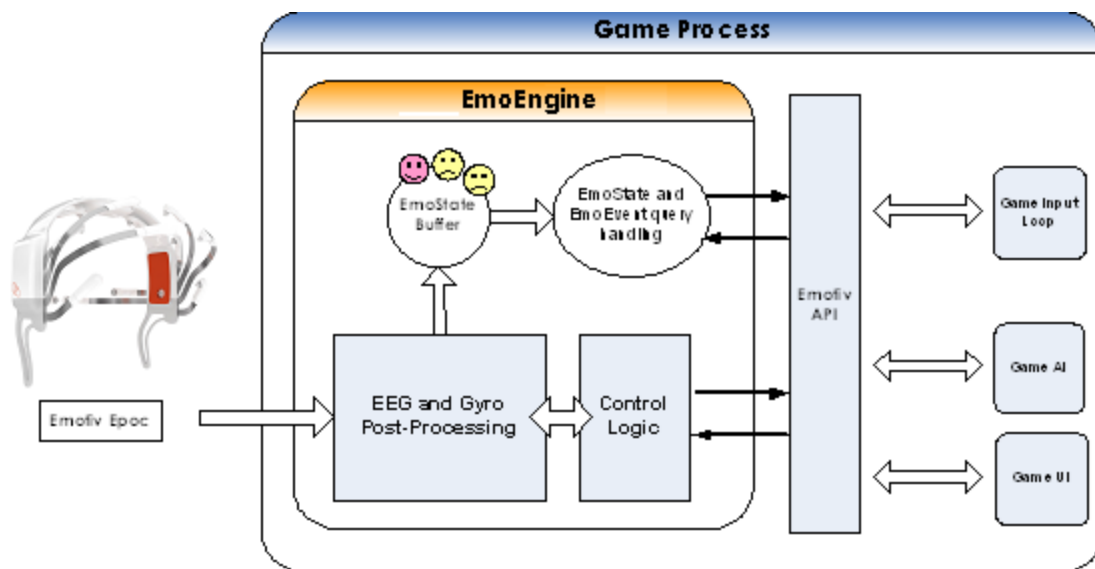 Game Process
EmoEngine
EmoState
Buffer
EmoState and
EmoEvent query
handling
Game Input
Loop
Emotiv
API
EEG and Gyro
Post-Processing
Control
Logic
Game AI
Emotiv Epoc
Game UI